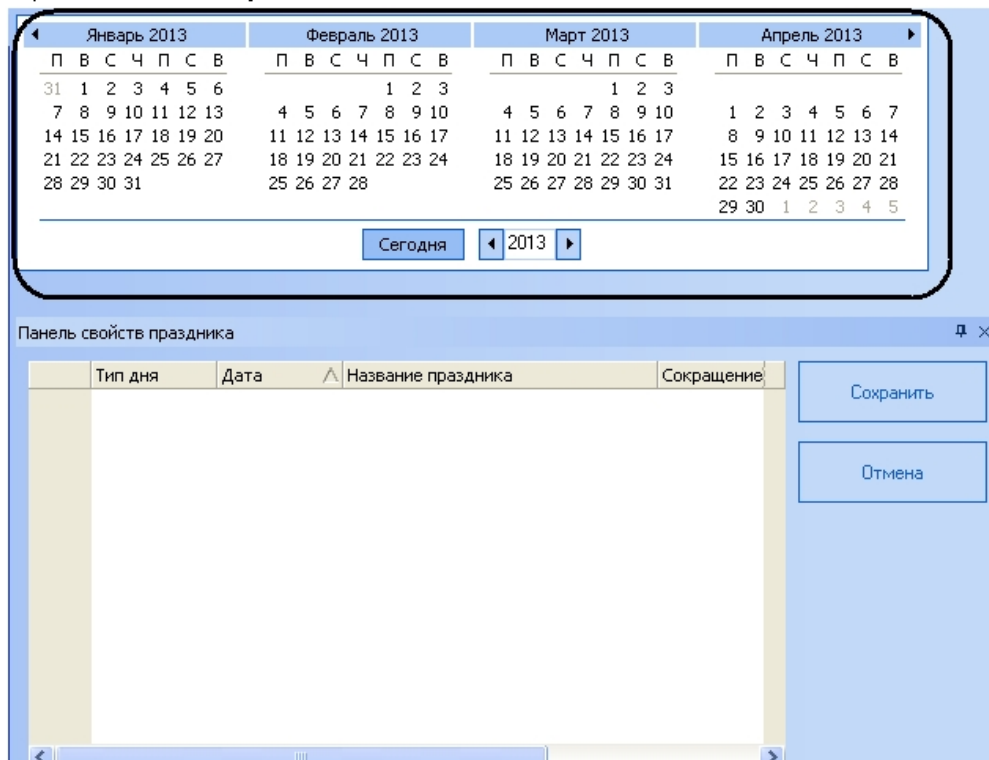 Январь 2013 Февраль 2013 Март 2013 Апрель 2013
П В С Ч П С В П В С Ч П С В П В С Ч П С В П В С Ч П С В
31 1 2 3 4 5 6 1 2 3 1 2 3
7 8 9 10 11 12 13 4 5 6 7 8 9 10 4 5 6 7 8 9 10 1 2 3 4 5 6 7
14 15 16 17 18 19 20 11 12 13 14 15 16 17 11 12 13 14 15 16 17 8 9 10 11 12 13 14
21 22 23 24 25 26 27 18 19 20 21 22 23 24 18 19 20 21 22 23 24 15 16 17 18 19 20 21
28 29 30 31 25 26 27 28 25 26 27 28 29 30 31 22 23 24 25 26 27 28
29 30 1 2 3 4 5
Сегодня 2013
Панель свойств праздника
Тип дня Дата Название праздника Сокращение
Сохранить
Отмена